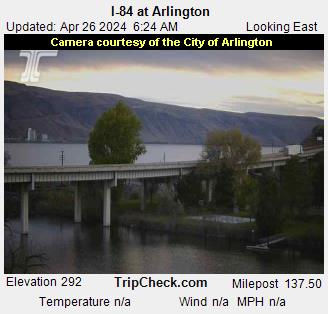 I-84 at Arlington
Updated: Apr 26 2024 6:24 AM Looking East
Camera courtesy of the City of Arlington
Elevation 292 TripCheck.com Milepost 137.50
Temperature n/a Wind n/a MPH n/a